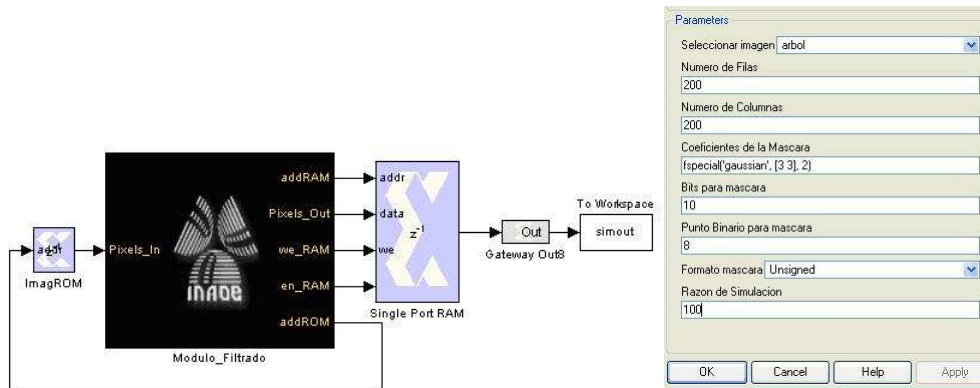 addr
z-1
ImagROM
Pixels_In
INAOE
addRAM
Pixels_Out
we_RAM
en_RAM
addROM
Modulo_Filtrado
addr
data
z-1
we
Single Port RAM
Out
Gateway Out8
To Workspace
simout
Parameters
Seleccionar imagen arbol
Numero de Filas
200
Numero de Columnas
200
Coeficientes de la Mascara
fspecial('gaussian', [3 3], 2)
Bits para mascara
10
Punto Binario para mascara
8
Formato mascara Unsigned
Razon de Simulacion
100
OK Cancel Help Apply